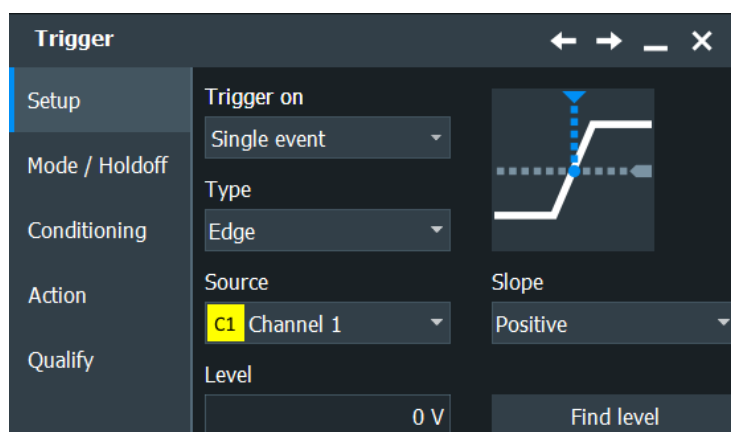 Trigger
Setup
Mode / Holdoff
Conditioning
Action
Qualify
Trigger on
Single event
Type
Edge
Source
Slope
C1 Channel 1
Positive
Level
0 V
Find level